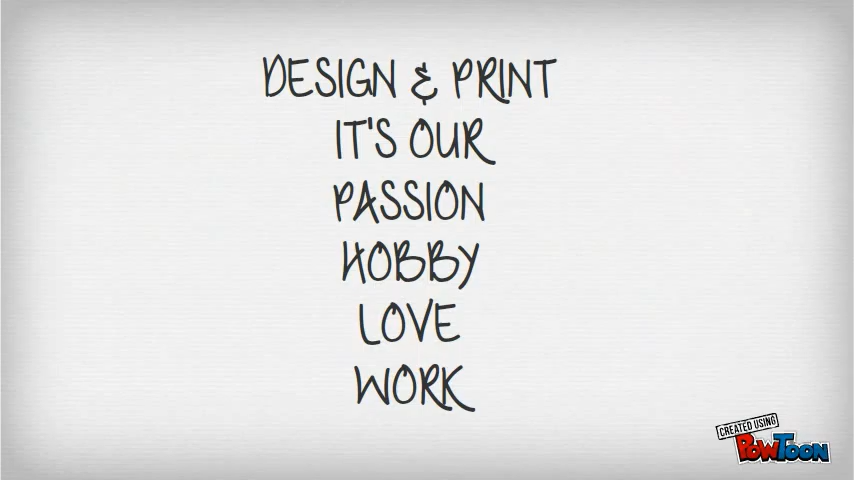 DESIGN & PRINT
IT'S OUR
PASSION
HOBBY
LOVE
WORK
CREATED USING
POWTOON